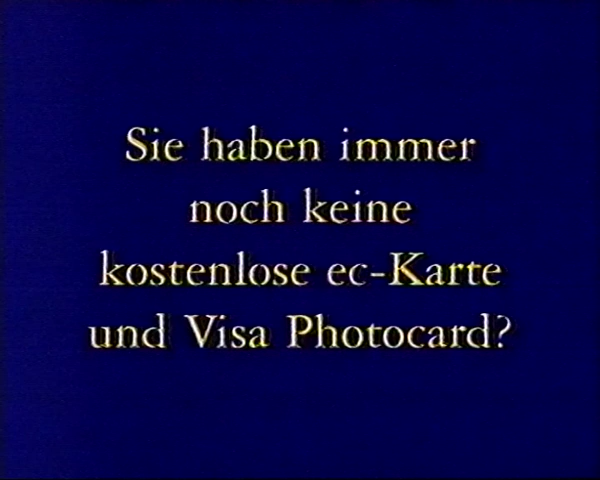 Sie haben immer
noch keine
kostenlose ec-Karte
und Visa Photocard?